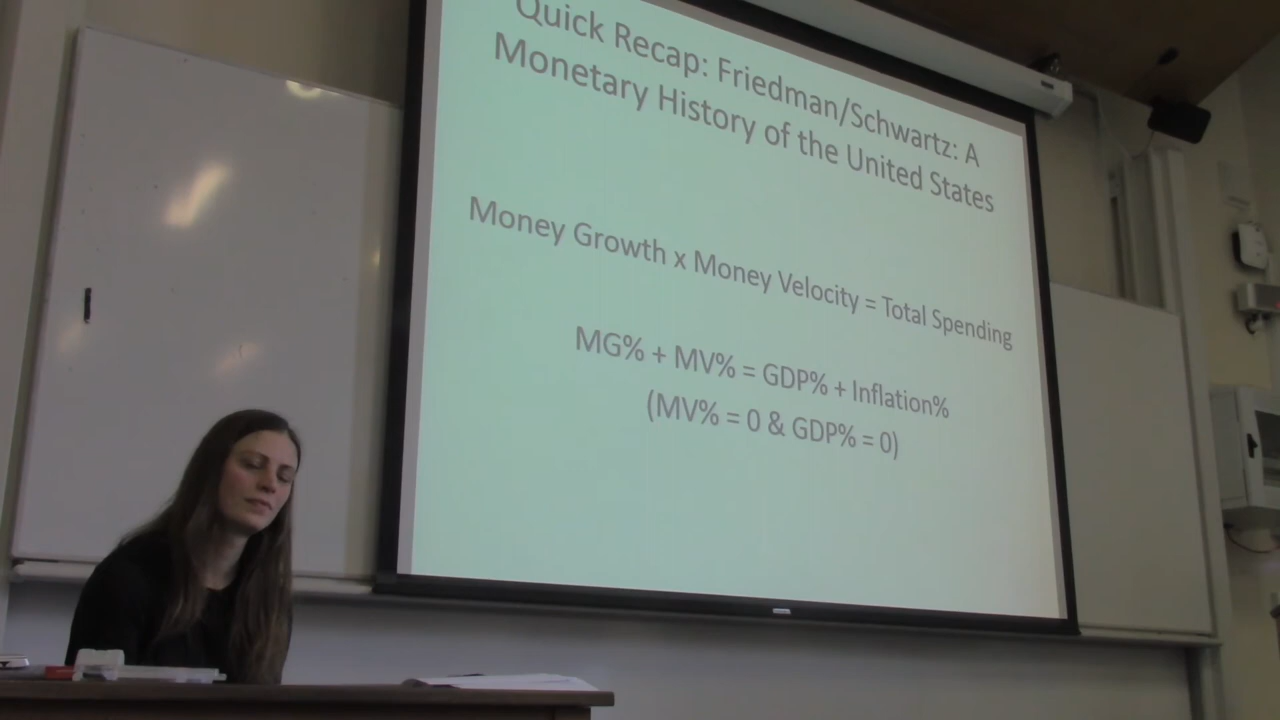 Quick Recap: Friedman/Schwartz: A
Monetary History of the United States
Money Growth x Money Velocity = Total Spending
MG% + MV% = GDP% + Inflation%
(MV% = 0 & GDP% = 0)